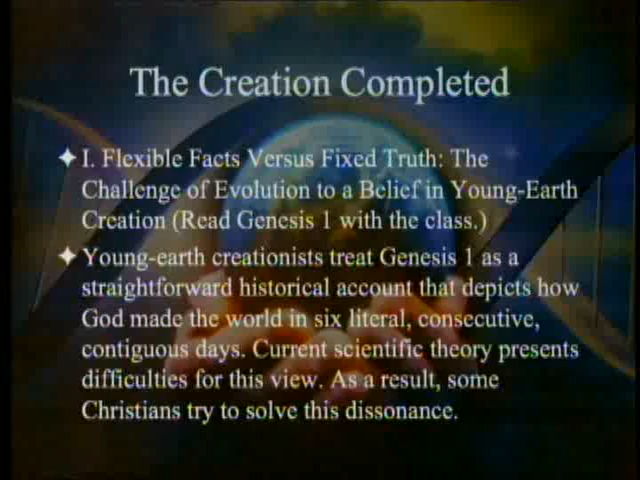 The Creation Completed
✦ I. Flexible Facts Versus Fixed Truth: The
Challenge of Evolution to a Belief in Young-Earth
Creation (Read Genesis 1 with the class.)
✦ Young-earth creationists treat Genesis 1 as a
straightforward historical account that depicts how
God made the world in six literal, consecutive,
contiguous days. Current scientific theory presents
difficulties for this view. As a result, some
Christians try to solve this dissonance.